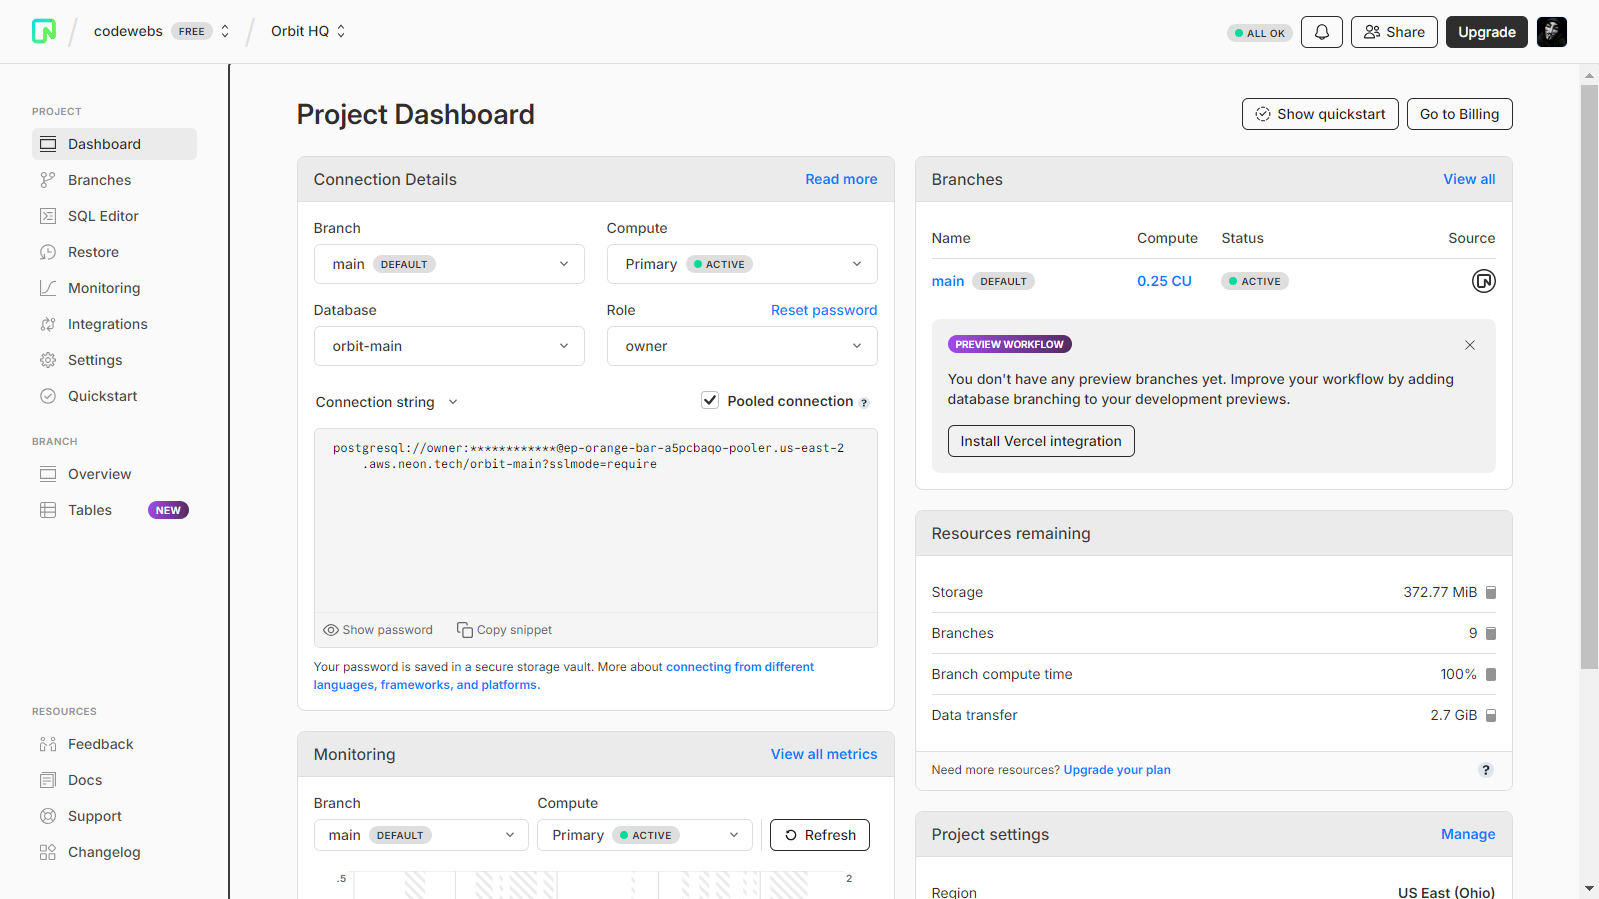 codewebs FREE
Orbit HQ
ALL OK
Share
Upgrade
PROJECT
Dashboard
Branches
SQL Editor
Restore
Monitoring
Integrations
Settings
Quickstart
BRANCH
Overview
Tables NEW
RESOURCES
Feedback
Docs
Support
Changelog
Project Dashboard
Show quickstart
Go to Billing
Connection Details
Read more
Branch
Compute
main DEFAULT
Primary ACTIVE
Database
Role
Reset password
orbit-main
owner
Connection string
Pooled connection ?
postgresql://owner:************@ep-orange-bar-a5pcbaqo-pooler.us-east-2
.aws.neon.tech/orbit-main?sslmode=require
Show password
Copy snippet
Your password is saved in a secure storage vault. More about connecting from different
languages, frameworks, and platforms.
Monitoring
View all metrics
Branch
Compute
main DEFAULT
Primary ACTIVE
Refresh
.5
2
Branches
View all
Name Compute Status Source
main DEFAULT 0.25 CU ACTIVE
PREVIEW WORKFLOW
You don't have any preview branches yet. Improve your workflow by adding
database branching to your development previews.
Install Vercel integration
Resources remaining
Storage 372.77 MiB
Branches 9
Branch compute time 100%
Data transfer 2.7 GiB
Need more resources? Upgrade your plan ?
Project settings
Manage
Region US East (Ohio)